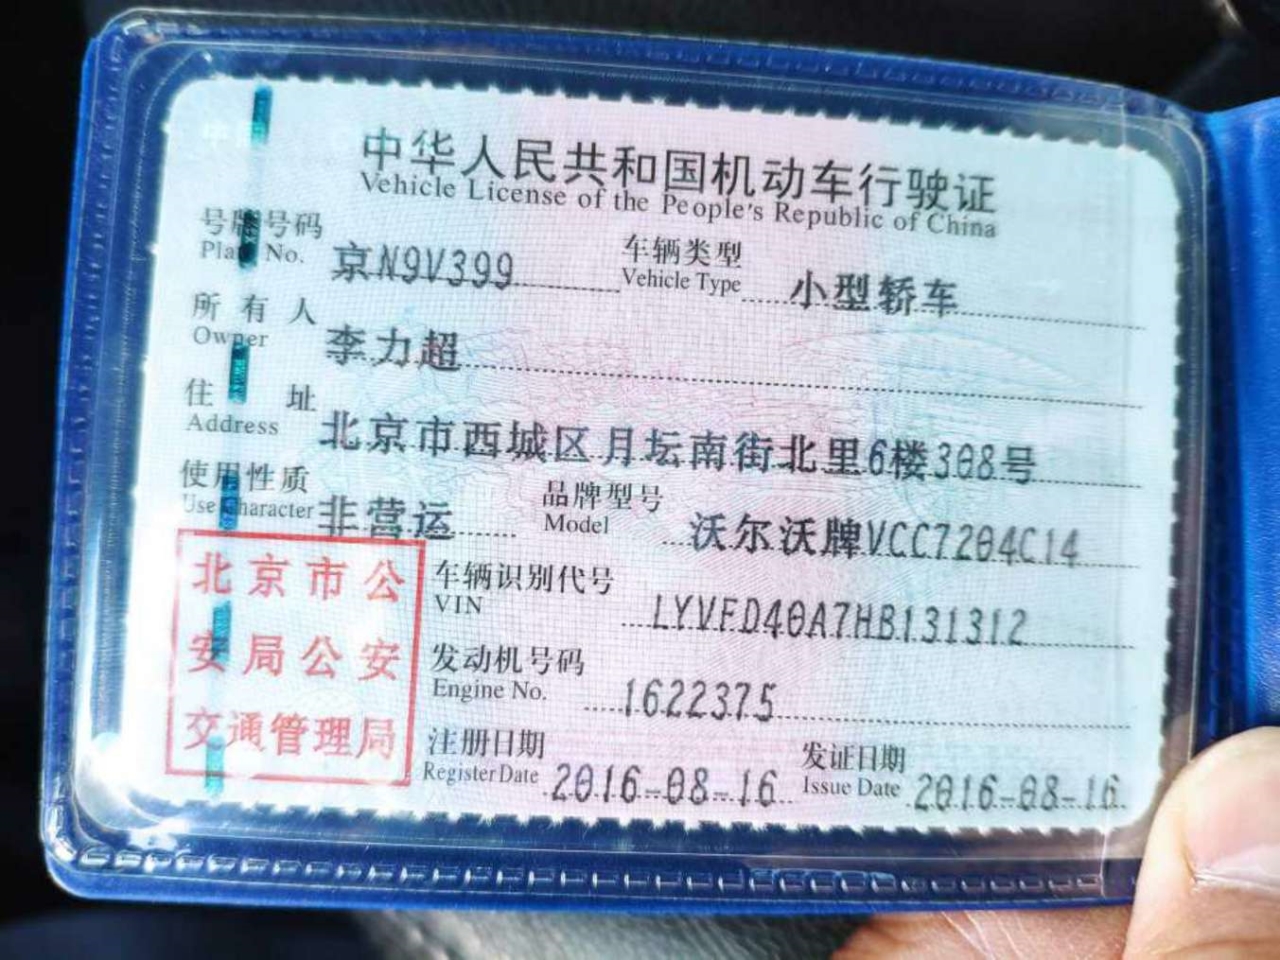 中华人民共和国机动车行驶证
Vehicle License of the People's Republic of China
号牌号码 京N9V399 车辆类型 小型轿车
Plate No. Vehicle Type
所有人 李力超
Owner
住址 北京市西城区月坛南街北里6楼308号
Address
使用性质 非营运 品牌型号 沃尔沃牌VCC7204C14
Use Character Model
北京市公
安局公安
交通管理局
车辆识别代号 LYVFD40A7HB131312
VIN
发动机号码 1622375
Engine No.
注册日期 2016-08-16 发证日期 2016-08-16
Register Date Issue Date